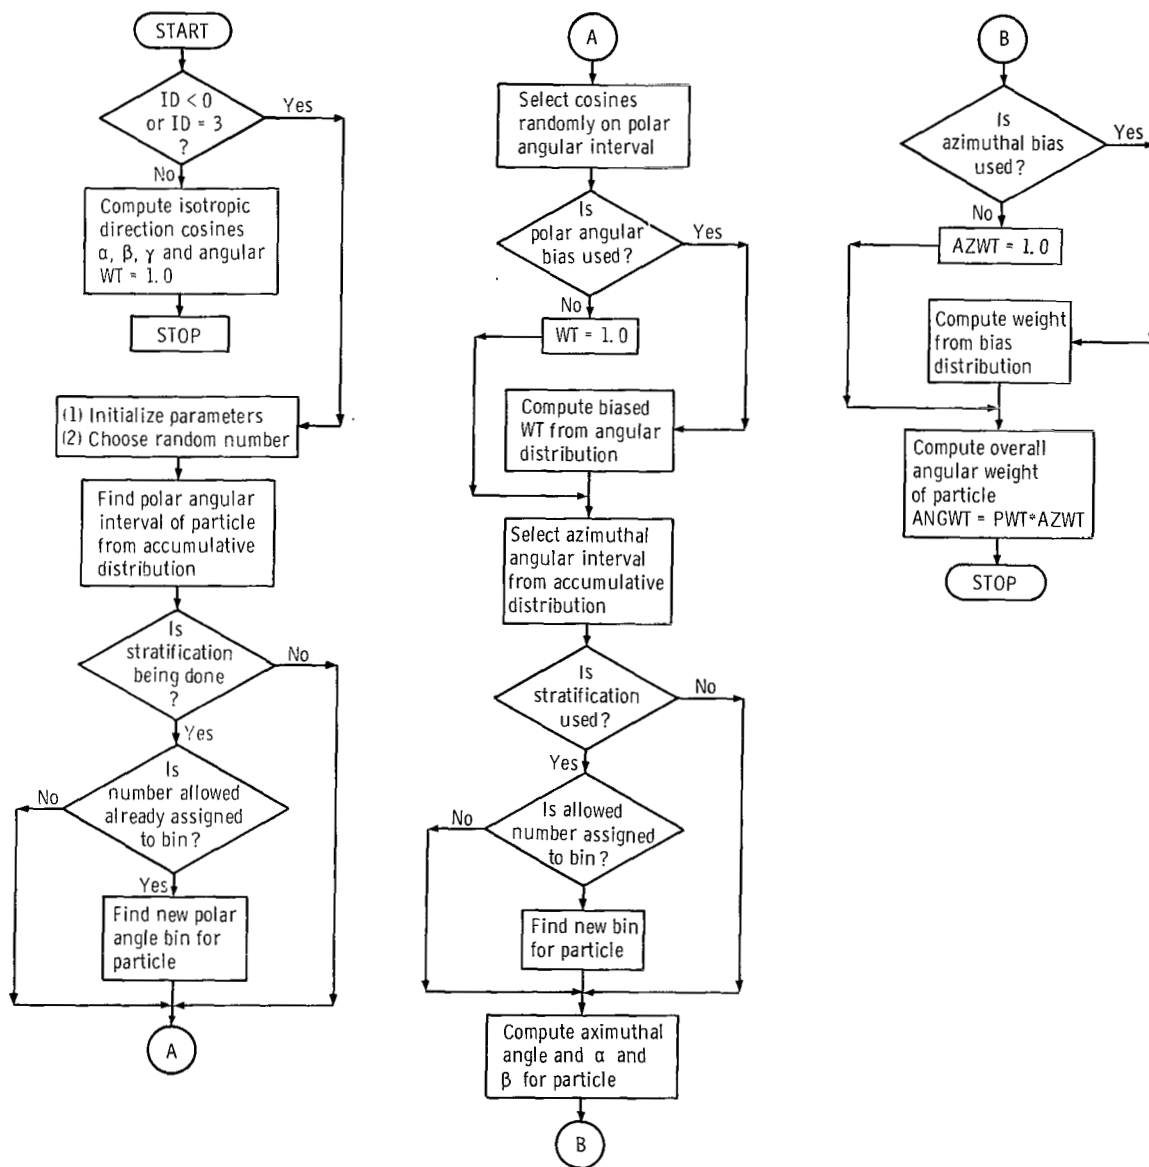 START
ID < 0
or ID = 3
?
Yes
No
Compute isotropic
direction cosines
α, β, γ and angular
WT = 1.0
STOP
(1) Initialize parameters
(2) Choose random number
Find polar angular
interval of particle
from accumulative
distribution
Is
stratification
being done
?
No
Yes
Is
number allowed
already assigned
to bin?
No
Yes
Find new polar
angle bin for
particle
A
A
Select cosines
randomly on polar
angular interval
Is
polar angular
bias used?
Yes
No
WT = 1.0
Compute biased
WT from angular
distribution
Select azimuthal
angular interval
from accumulative
distribution
Is
stratification
used?
No
Yes
Is allowed
number assigned
to bin?
No
Find new bin
for particle
Compute aximuthal
angle and α and
β for particle
B
B
Is
azimuthal bias
used?
Yes
No
AZWT = 1.0
Compute weight
from bias
distribution
Compute overall
angular weight
of particle
ANGWT = PWT*AZWT
STOP